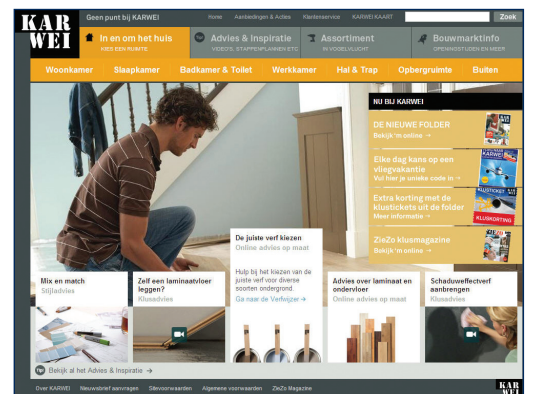 KAR
WEI
Geen punt bij KARWEI
Home Aanbiedingen & Acties Klantenservice KARWEI KAART
Zoek
In en om het huis
KIES EEN RUIMTE
Advies & Inspiratie
VIDEO'S, STAPPENPLANNEN ETC.
Assortiment
IN VOGELVLUCHT
Bouwmarktinfo
OPENINGSTIJDEN EN MEER
Woonkamer Slaapkamer Badkamer & Toilet Werkkamer Hal & Trap Opbergruimte Buiten
NU BIJ KARWEI
DE NIEUWE FOLDER
Bekijk 'm online →
Elke dag kans op een
vliegvakantie
Vul hier je unieke code in →
KARWEI
Extra korting met de
klustickets uit de folder
Meer informatie →
KLUSTICKET
KLUSKORTING
ZieZo klusmagazine
Bekijk 'm online →
De juiste verf kiezen
Online advies op maat
Hulp bij het kiezen van de
juiste verf voor diverse
soorten ondergrond.
Ga naar de Verfwijzer →
Mix en match
Stijladvies
Zelf een laminaatvloer
leggen?
Klusadvies
Advies over laminaat en
ondervloer
Online advies op maat
Schaduweffectverf
aanbrengen
Klusadvies
Bekijk al het Advies & Inspiratie →
Over KARWEI Nieuwsbrief aanvragen Sitevoorwaarden Algemene voorwaarden ZieZo Magazine
KAR
WEI